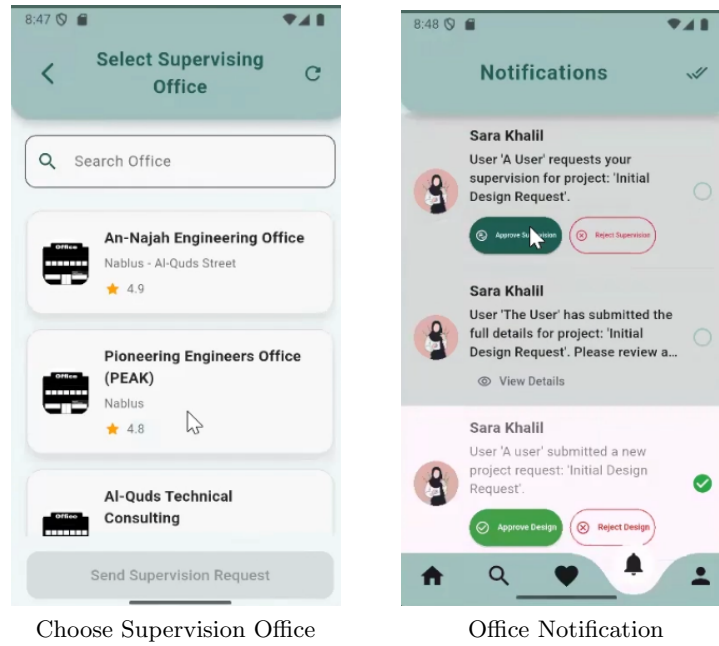 8:47
Select Supervising
Office
Search Office
Office
An-Najah Engineering Office
Nablus - Al-Quds Street
4.9
Office
Pioneering Engineers Office
(PEAK)
Nablus
4.8
Office
Al-Quds Technical
Consulting
Send Supervision Request
Choose Supervision Office
8:48
Notifications
Sara Khalil
User 'A User' requests your
supervision for project: 'Initial
Design Request'.
Approve Supervision
Reject Supervision
Sara Khalil
User 'The User' has submitted the
full details for project: 'Initial
Design Request'. Please review a...
View Details
Sara Khalil
User 'A user' submitted a new
project request: 'Initial Design
Request'.
Approve Design
Reject Design
Office Notification